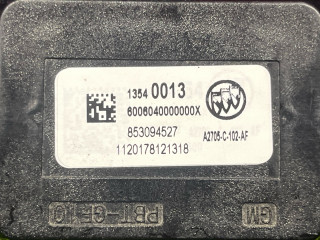 1354 0013
6006040000000X
853094527
A2705-C-102-AF
1120178121318
PBT-GF10
GM